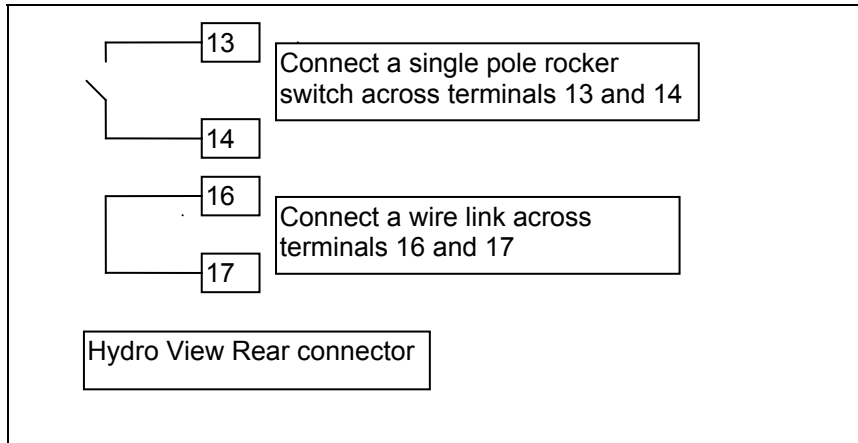 13
Connect a single pole rocker
switch across terminals 13 and 14
14
16
Connect a wire link across
terminals 16 and 17
17
Hydro View Rear connector